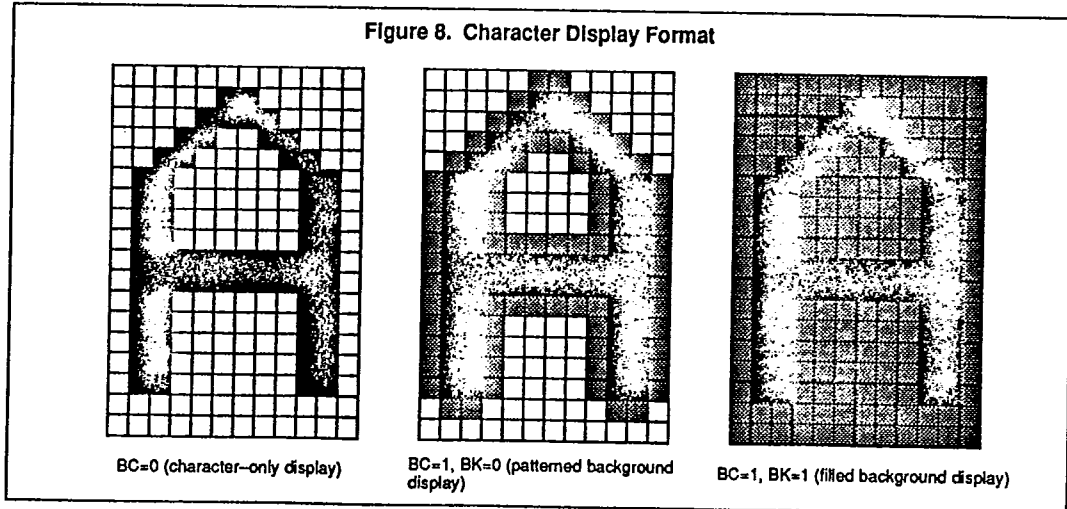 Figure 8. Character Display Format
BC=0 (character–only display)
BC=1, BK=0 (patterned background
display)
BC=1, BK=1 (filled background display)